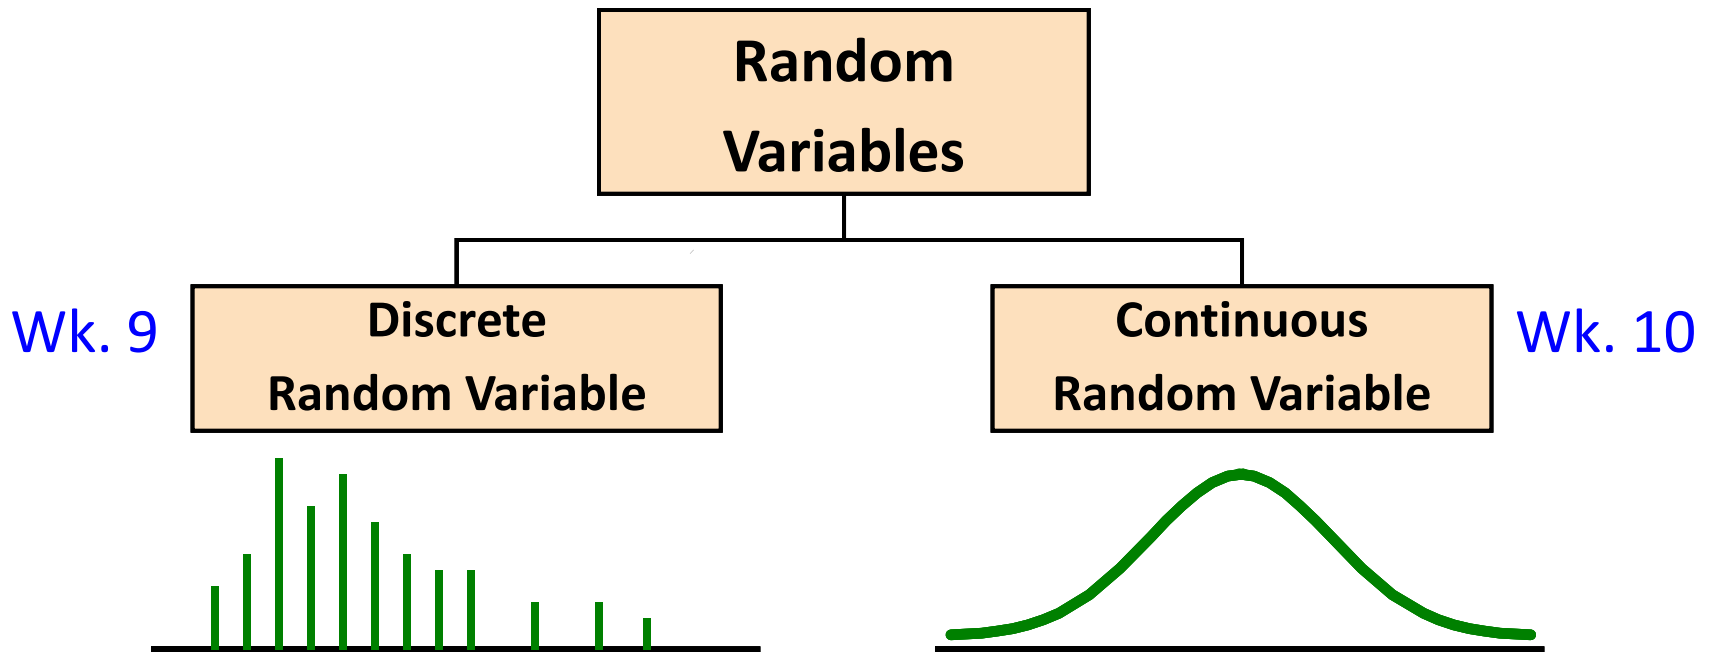 Random
Variables
Wk. 9
Discrete
Random Variable
Continuous
Random Variable
Wk. 10